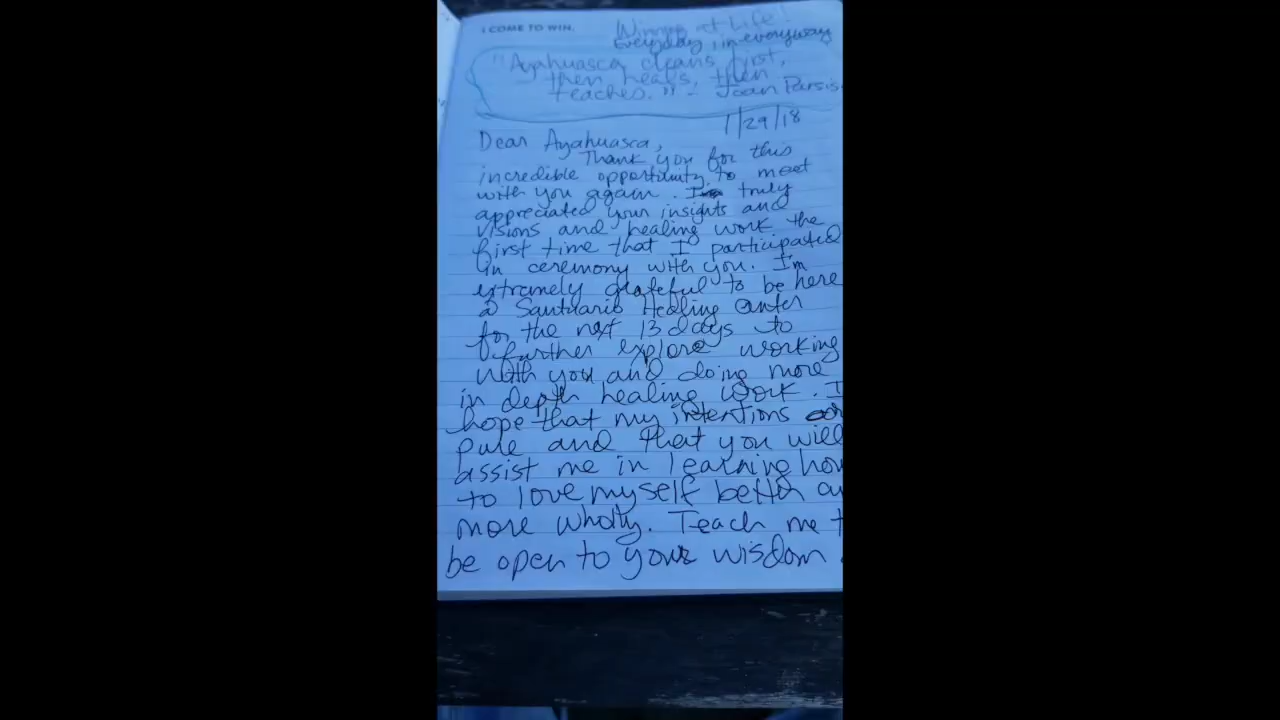 I COME TO WIN.
Winning at Life!
Everyday, in everyway
"Ayahuasca cleans first,
then heals, then
teaches." - Joan Parsis
1/29/18
Dear Ayahuasca,
Thank you for this
incredible opportunity to meet
with you again. I truly
appreciated your insights and
visions and healing work the
first time that I participated
in ceremony with you. I'm
extremely grateful to be here
@ Santuario Healing Center
for the next 13 days to
further explore working
with you and doing more
in depth healing work. I
hope that my intentions are
pure and that you will
assist me in learning how
to love myself better
more wholly. Teach me t
be open to your wisdom